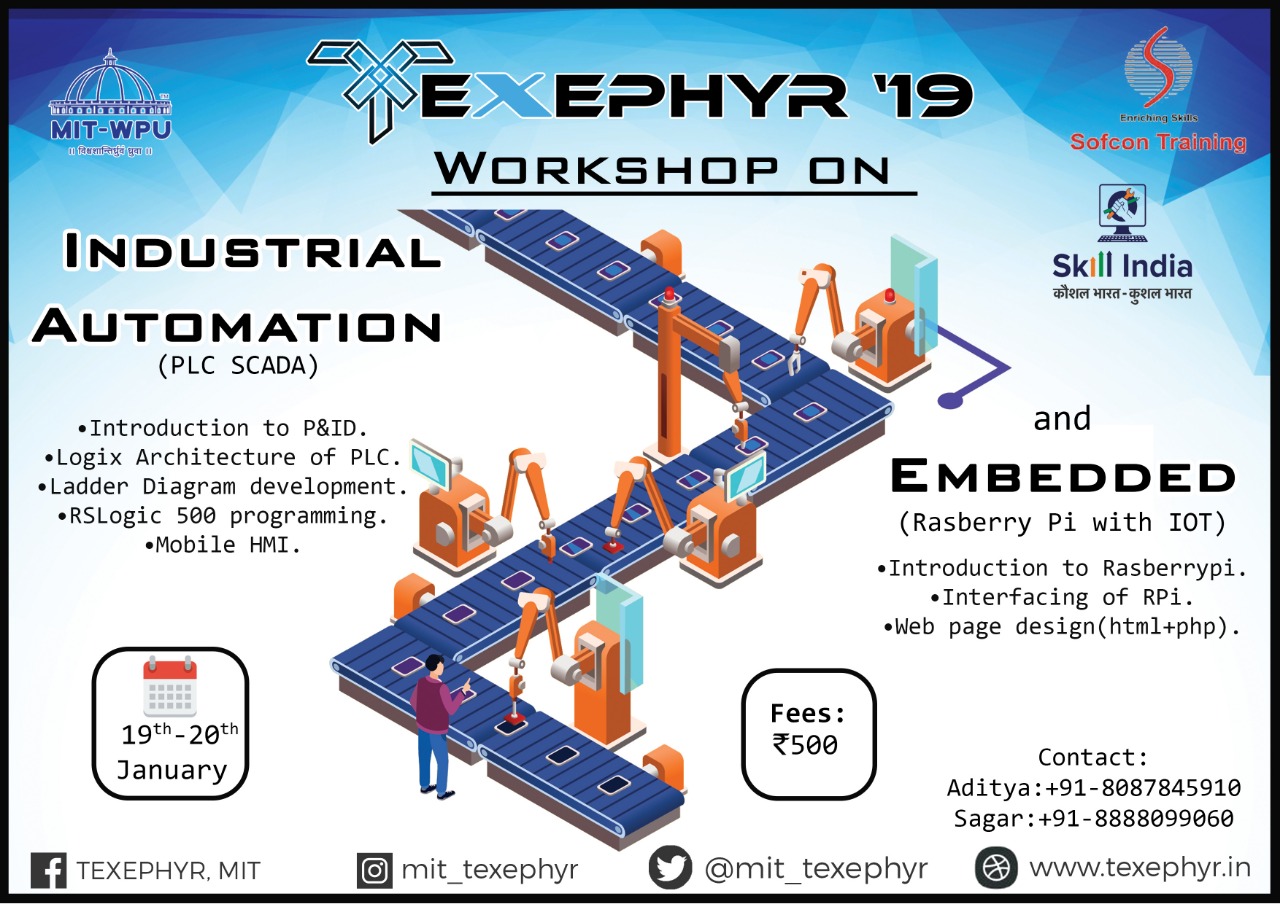 MIT-WPU
TM
॥ विश्वशान्तिर्ध्रुवं ध्रुवा ॥
TEXEPHYR '19
WORKSHOP ON
Enriching Skills
Sofcon Training
Skill India
कौशल भारत - कुशल भारत
INDUSTRIAL
AUTOMATION
(PLC SCADA)
•Introduction to P&ID.
•Logix Architecture of PLC.
•Ladder Diagram development.
•RSLogic 500 programming.
•Mobile HMI.
and
EMBEDDED
(Rasberry Pi with IOT)
•Introduction to Rasberrypi.
•Interfacing of RPi.
•Web page design(html+php).
19th-20th
January
Fees:
₹500
Contact:
Aditya:+91-8087845910
Sagar:+91-8888099060
TEXEPHYR, MIT
mit_texephyr
@mit_texephyr
www.texephyr.in